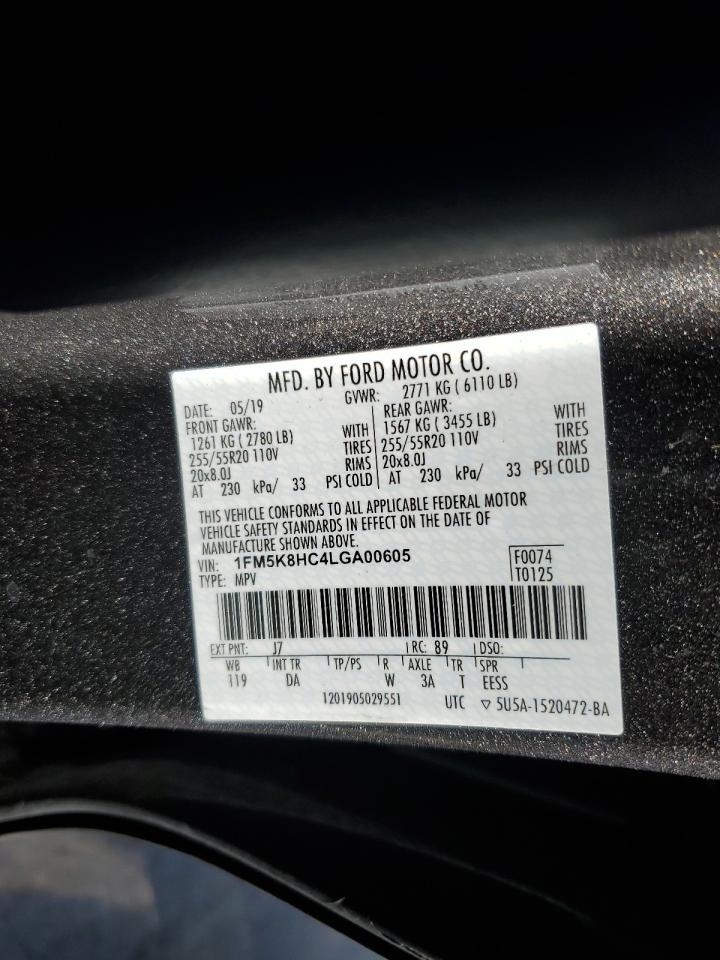 MFD. BY FORD MOTOR CO.
DATE: 05/19 GVWR: 2771 KG ( 6110 LB)
FRONT GAWR: REAR GAWR:
1261 KG ( 2780 LB) WITH 1567 KG ( 3455 LB) WITH
255/55R20 110V TIRES 255/55R20 110V TIRES
20x8.0J RIMS 20x8.0J RIMS
AT 230 kPa/ 33 PSI COLD AT 230 kPa/ 33 PSI COLD
THIS VEHICLE CONFORMS TO ALL APPLICABLE FEDERAL MOTOR
VEHICLE SAFETY STANDARDS IN EFFECT ON THE DATE OF
MANUFACTURE SHOWN ABOVE.
VIN: 1FM5K8HC4LGA00605 F0074
TYPE: MPV T0125
EXT PNT: J7 RC: 89 DSO:
WB INT TR TP/PS R AXLE TR SPR
119 DA W 3A T EESS
1201905029551 UTC ▽ 5U5A-1520472-BA